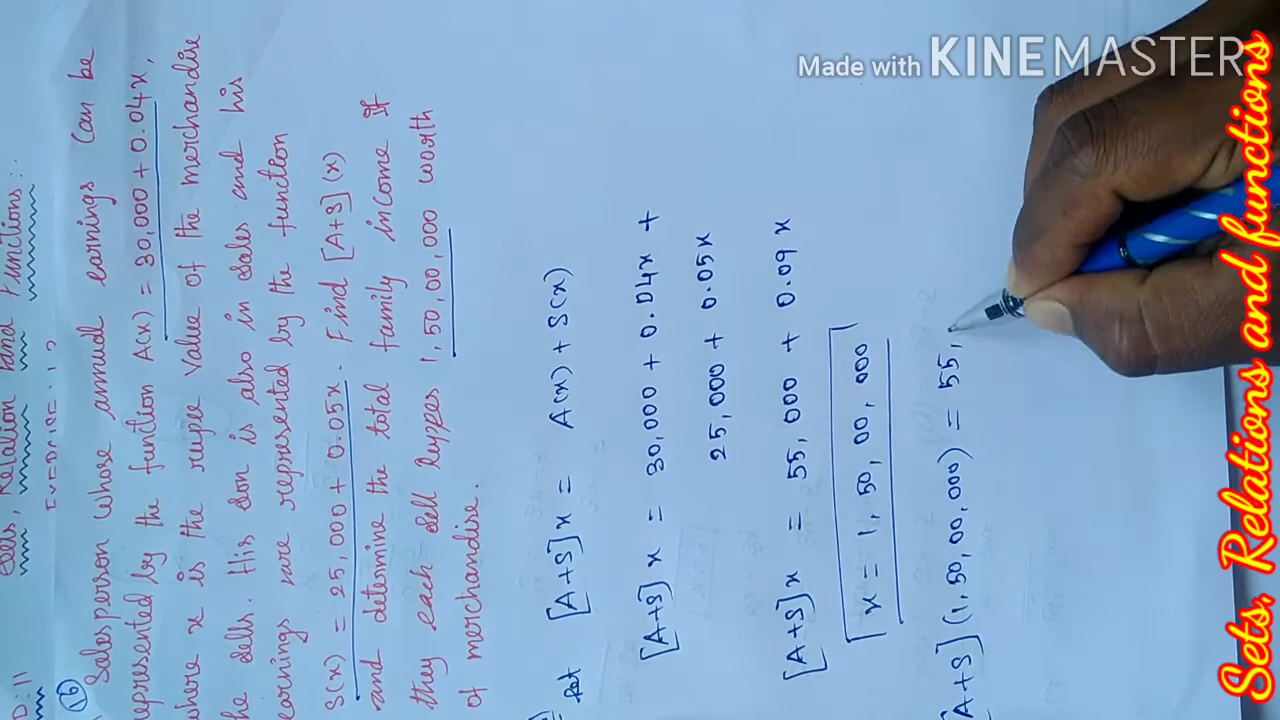 D: 11 Sets, Relation and Functions :
16 Salesperson whose annual earnings can be
represented by the function A(x) = 30,000 + 0.04x,
where x is the rupee value of the merchandise
he sells. His son is also in sales and his
earnings are represented by the function
S(x) = 25,000 + 0.05x. Find [A+S](x)
and determine the total family income if
they each sell ruppes 1,50,00,000 worth
of merchandise.
[A+S]x = A(x) + S(x)
[A+S] x = 30,000 + 0.04x +
25,000 + 0.05x
[A+S]x = 55,000 + 0.09x
x = 1,50,00,000
A+S](1,50,00,000) = 55,
Made with KINEMASTER
Sets, Relations and functions